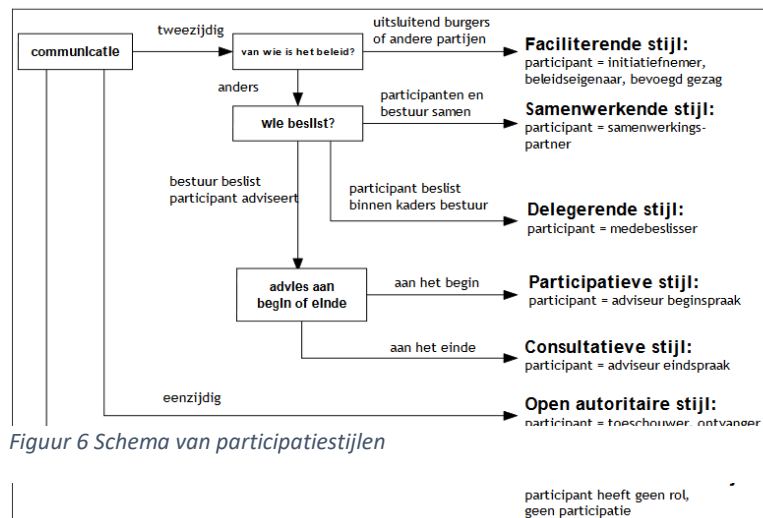 tweezijdig
uitsluitend burgers
of andere partijen
communicatie
van wie is het beleid?
Faciliterende stijl:
participant = initiatiefnemer,
beleidseigenaar, bevoegd gezag
anders
participanten en
bestuur samen
wie beslist?
Samenwerkende stijl:
participant = samenwerkings-
partner
bestuur beslist
participant adviseert
participant beslist
binnen kaders bestuur
Delegerende stijl:
participant = medebeslisser
advies aan
begin of einde
aan het begin
Participatieve stijl:
participant = adviseur beginspraak
aan het einde
Consultatieve stijl:
participant = adviseur eindspraak
eenzijdig
Open autoritaire stijl:
participant = toeschouwer, ontvanger
Figuur 6 Schema van participatiestijlen
participant heeft geen rol,
geen participatie